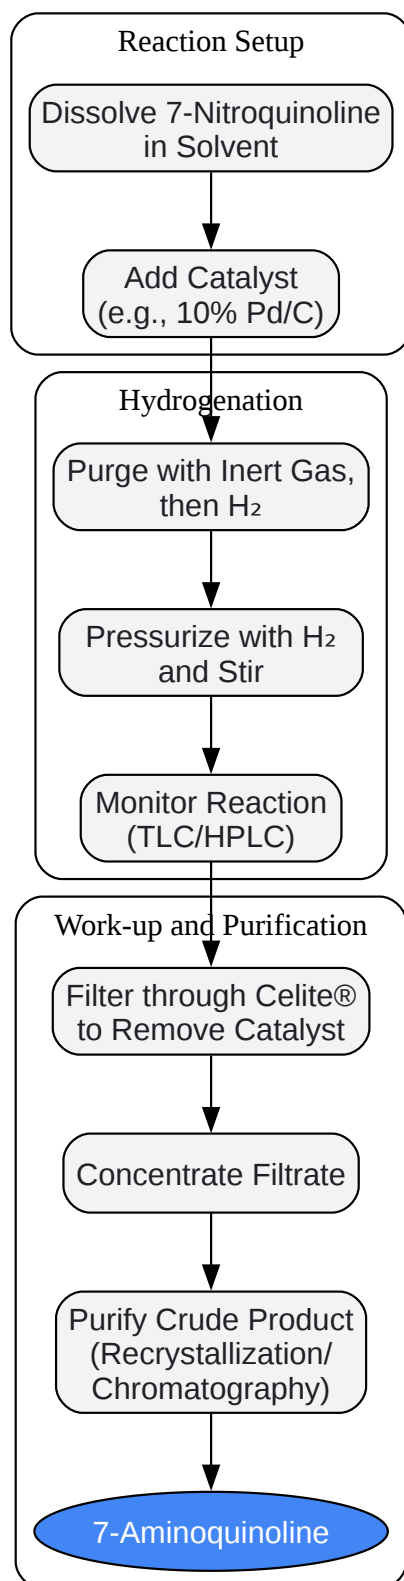 Reaction Setup
Dissolve 7-Nitroquinoline
in Solvent
Add Catalyst
(e.g., 10% Pd/C)
Hydrogenation
Purge with Inert Gas,
then H₂
Pressurize with H₂
and Stir
Monitor Reaction
(TLC/HPLC)
Work-up and Purification
Filter through Celite®
to Remove Catalyst
Concentrate Filtrate
Purify Crude Product
(Recrystallization/
Chromatography)
7-Aminoquinoline